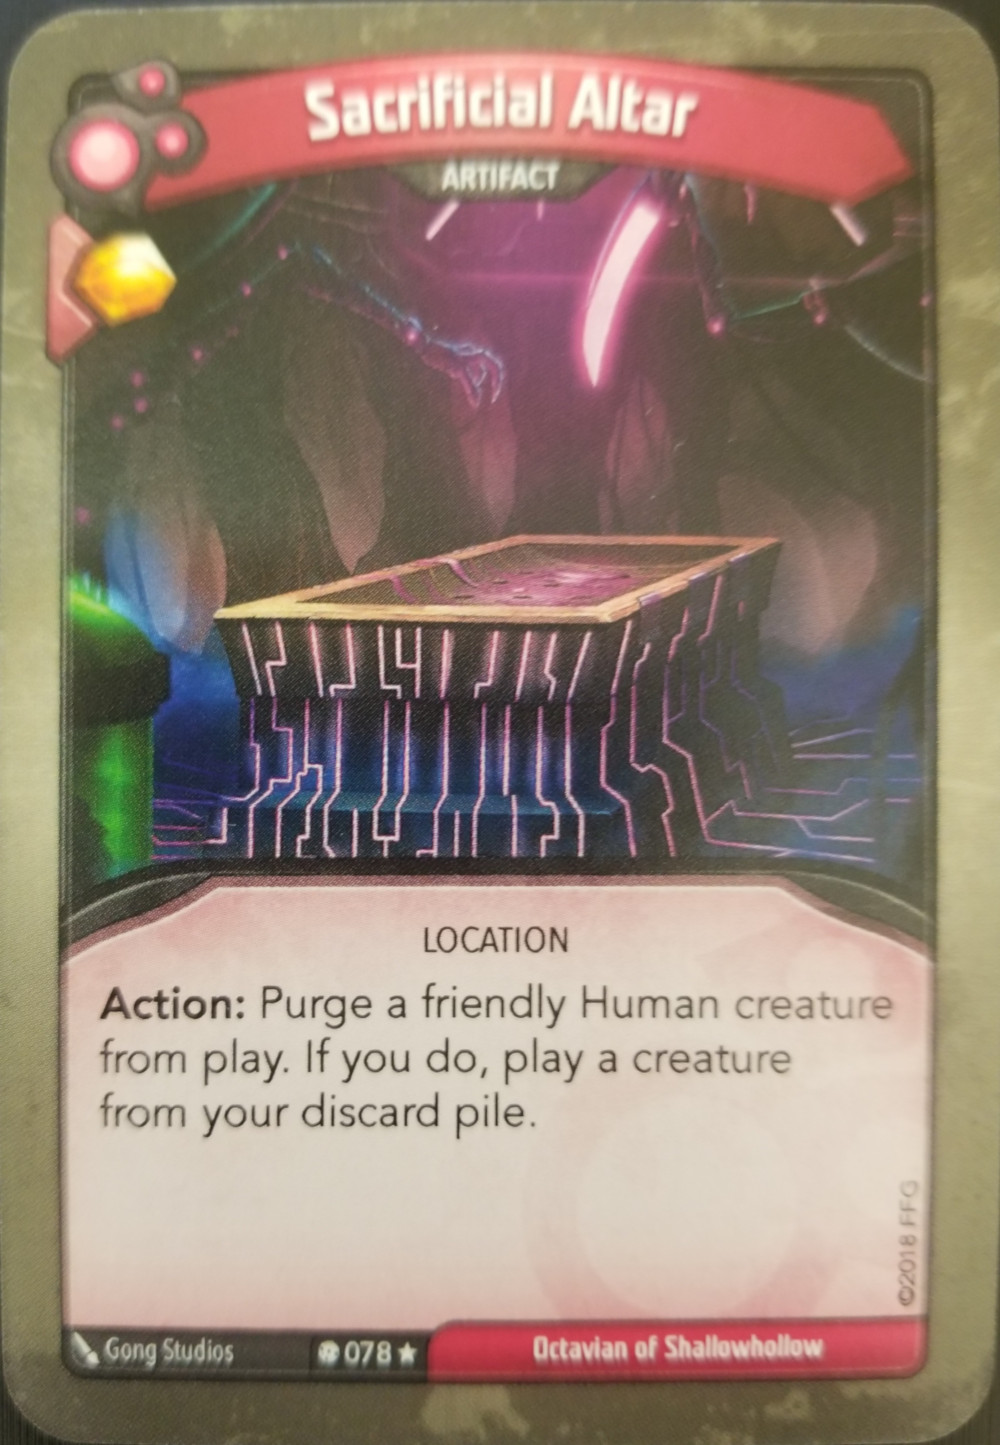 Sacrificial Altar
ARTIFACT
LOCATION
Action: Purge a friendly Human creature
from play. If you do, play a creature
from your discard pile.
©2018 FFG
Gong Studios
078 ★
Octavian of Shallowhollow